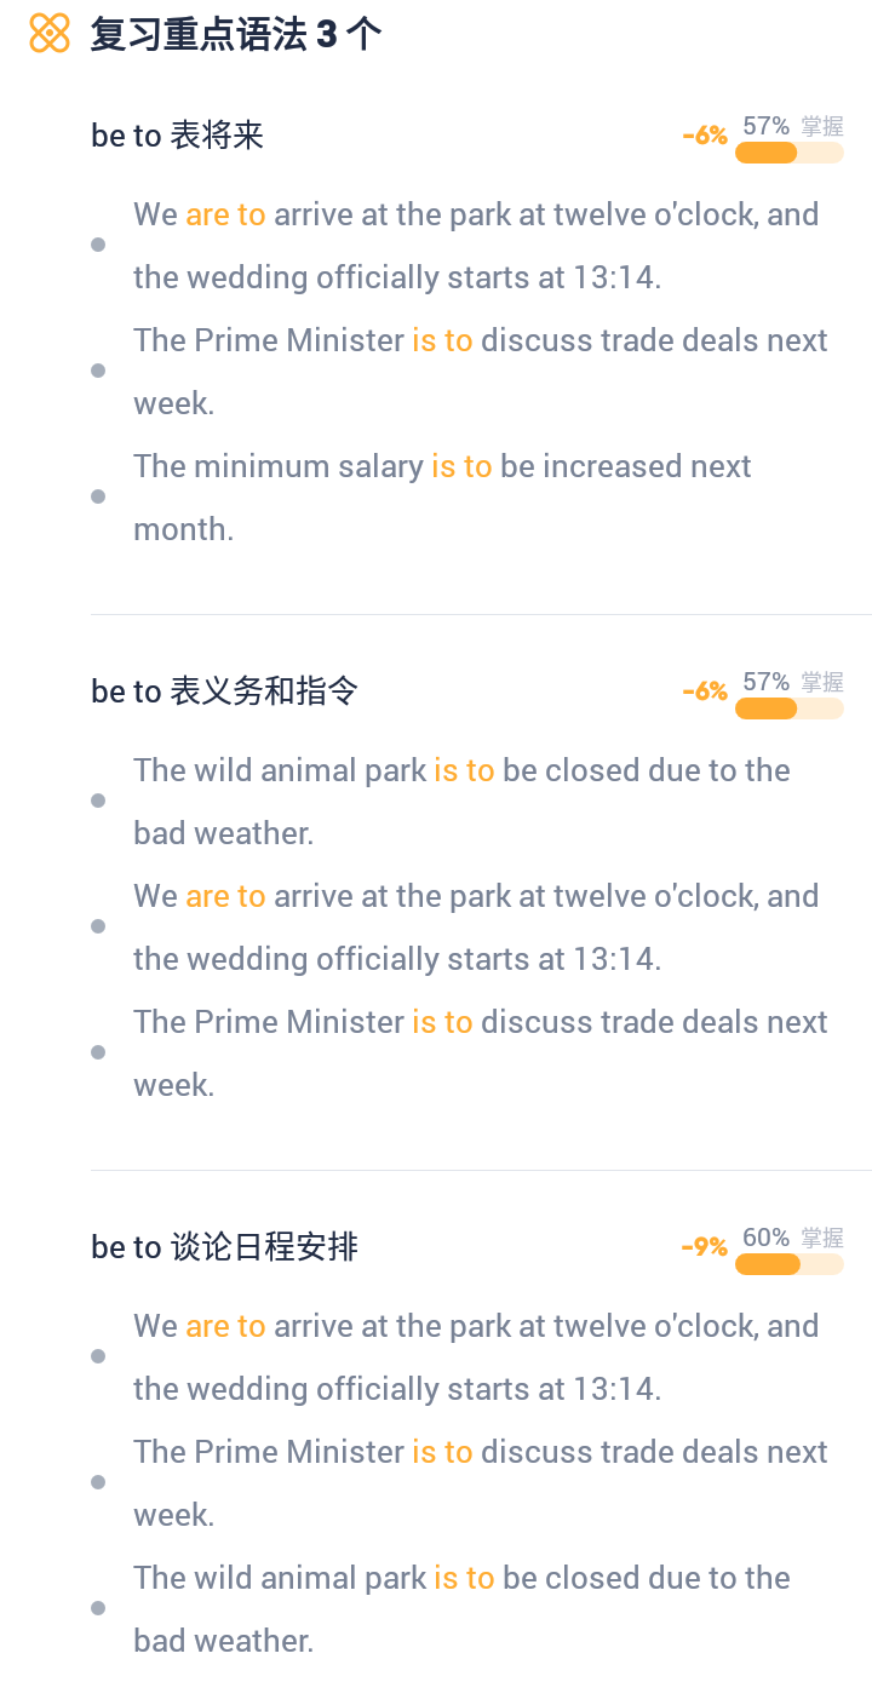 复习重点语法 3 个
be to 表将来
-6%
57% 掌握
We are to arrive at the park at twelve o'clock, and
the wedding officially starts at 13:14.
The Prime Minister is to discuss trade deals next
week.
The minimum salary is to be increased next
month.
be to 表义务和指令
-6%
57% 掌握
The wild animal park is to be closed due to the
bad weather.
We are to arrive at the park at twelve o'clock, and
the wedding officially starts at 13:14.
The Prime Minister is to discuss trade deals next
week.
be to 谈论日程安排
-9%
60% 掌握
We are to arrive at the park at twelve o'clock, and
the wedding officially starts at 13:14.
The Prime Minister is to discuss trade deals next
week.
The wild animal park is to be closed due to the
bad weather.